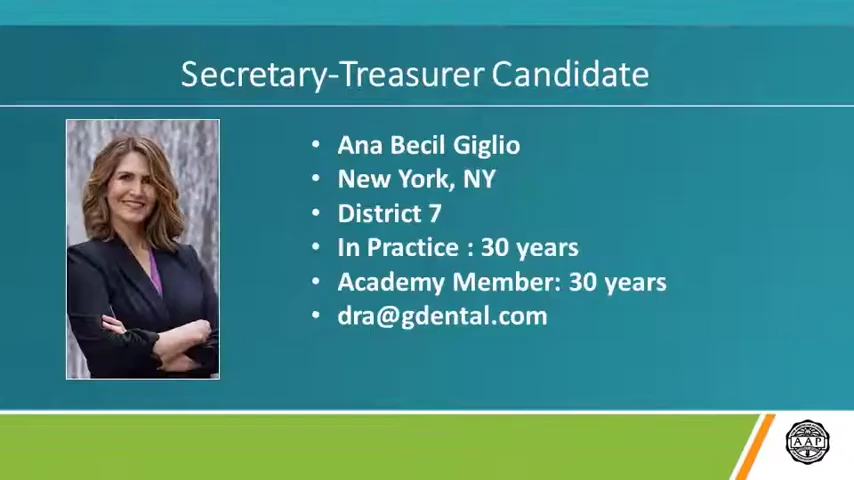 Secretary-Treasurer Candidate
• Ana Becil Giglio
• New York, NY
• District 7
• In Practice : 30 years
• Academy Member: 30 years
• dra@gdental.com
AAP